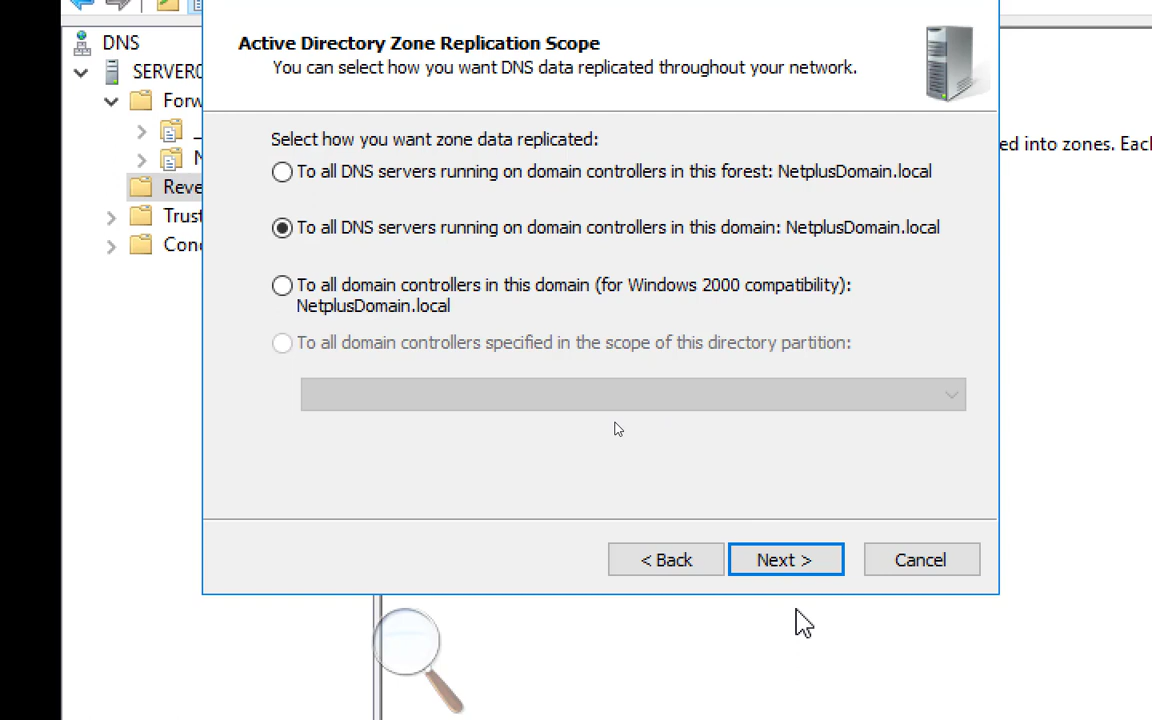 Active Directory Zone Replication Scope
You can select how you want DNS data replicated throughout your network.
DNS
SERVER0
Forw
Reve
Trust
Cond
Select how you want zone data replicated:
To all DNS servers running on domain controllers in this forest: NetplusDomain.local
To all DNS servers running on domain controllers in this domain: NetplusDomain.local
To all domain controllers in this domain (for Windows 2000 compatibility):
NetplusDomain.local
To all domain controllers specified in the scope of this directory partition:
ed into zones. Eac
< Back
Next >
Cancel